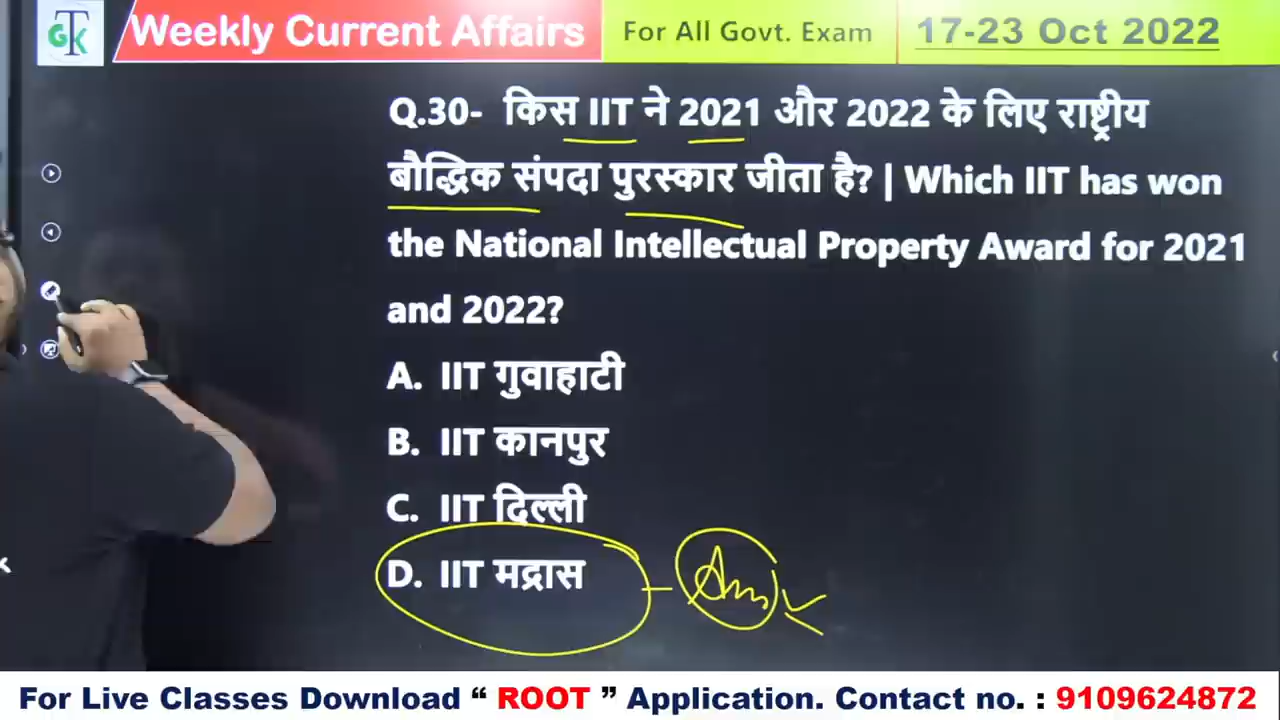 GTK
Weekly Current Affairs
For All Govt. Exam
17-23 Oct 2022
Q.30- किस IIT ने 2021 और 2022 के लिए राष्ट्रीय
बौद्धिक संपदा पुरस्कार जीता है? | Which IIT has won
the National Intellectual Property Award for 2021
and 2022?
A. IIT गुवाहाटी
B. IIT कानपुर
C. IIT दिल्ली
D. IIT मद्रास
Ans
For Live Classes Download “ ROOT ” Application. Contact no. : 9109624872